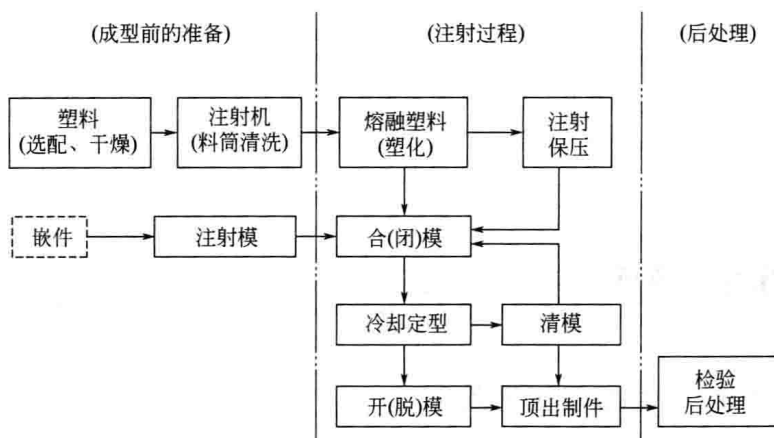 (成型前的准备)
(注射过程)
(后处理)
塑料
(选配、干燥)
注射机
(料筒清洗)
熔融塑料
(塑化)
注射
保压
嵌件
注射模
合(闭)模
冷却定型
清模
开(脱)模
顶出制件
检验
后处理